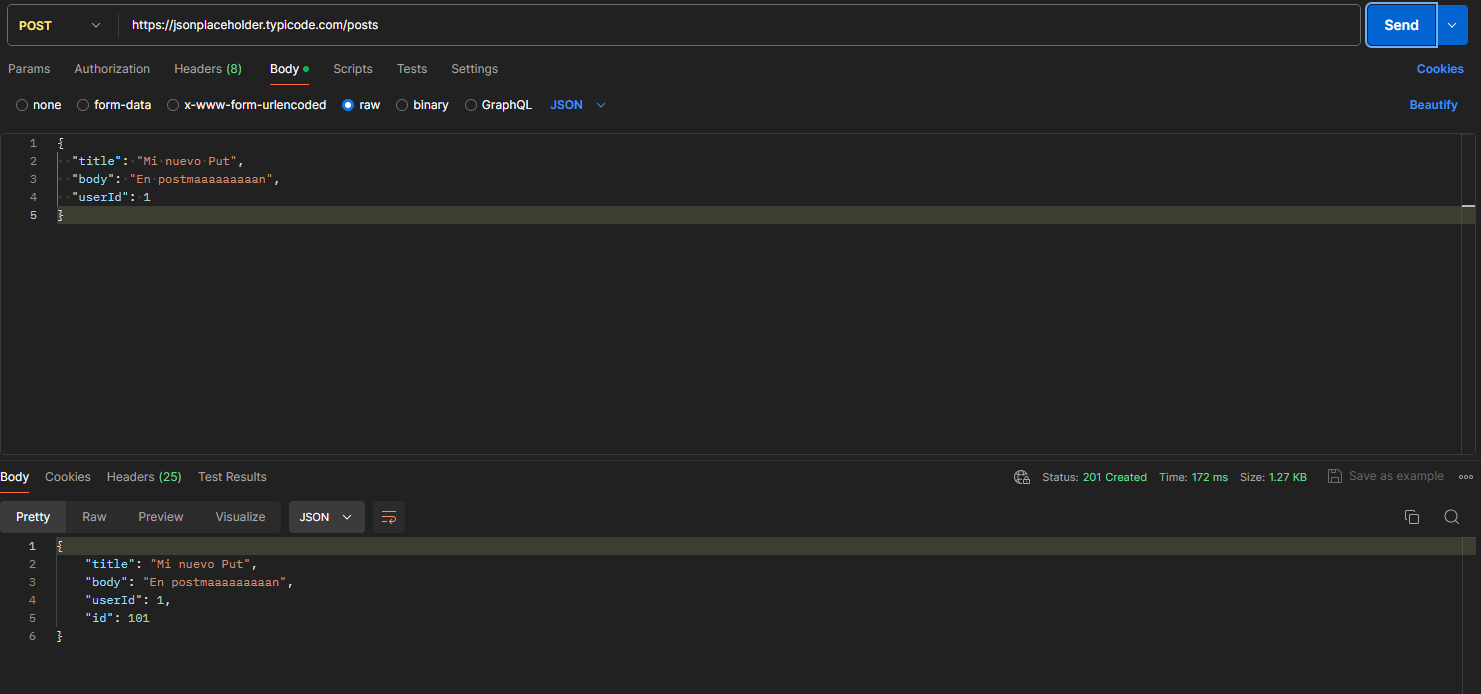 POST https://jsonplaceholder.typicode.com/posts Send
Params Authorization Headers (8) Body Scripts Tests Settings Cookies
none form-data x-www-form-urlencoded raw binary GraphQL JSON Beautify
1 {
2 "title": "Mi nuevo Put",
3 "body": "En postmaaaaaaaaan",
4 "userId": 1
5 }
Body Cookies Headers (25) Test Results Status: 201 Created Time: 172 ms Size: 1.27 KB Save as example
Pretty Raw Preview Visualize JSON
1 {
2 "title": "Mi nuevo Put",
3 "body": "En postmaaaaaaaaan",
4 "userId": 1,
5 "id": 101
6 }